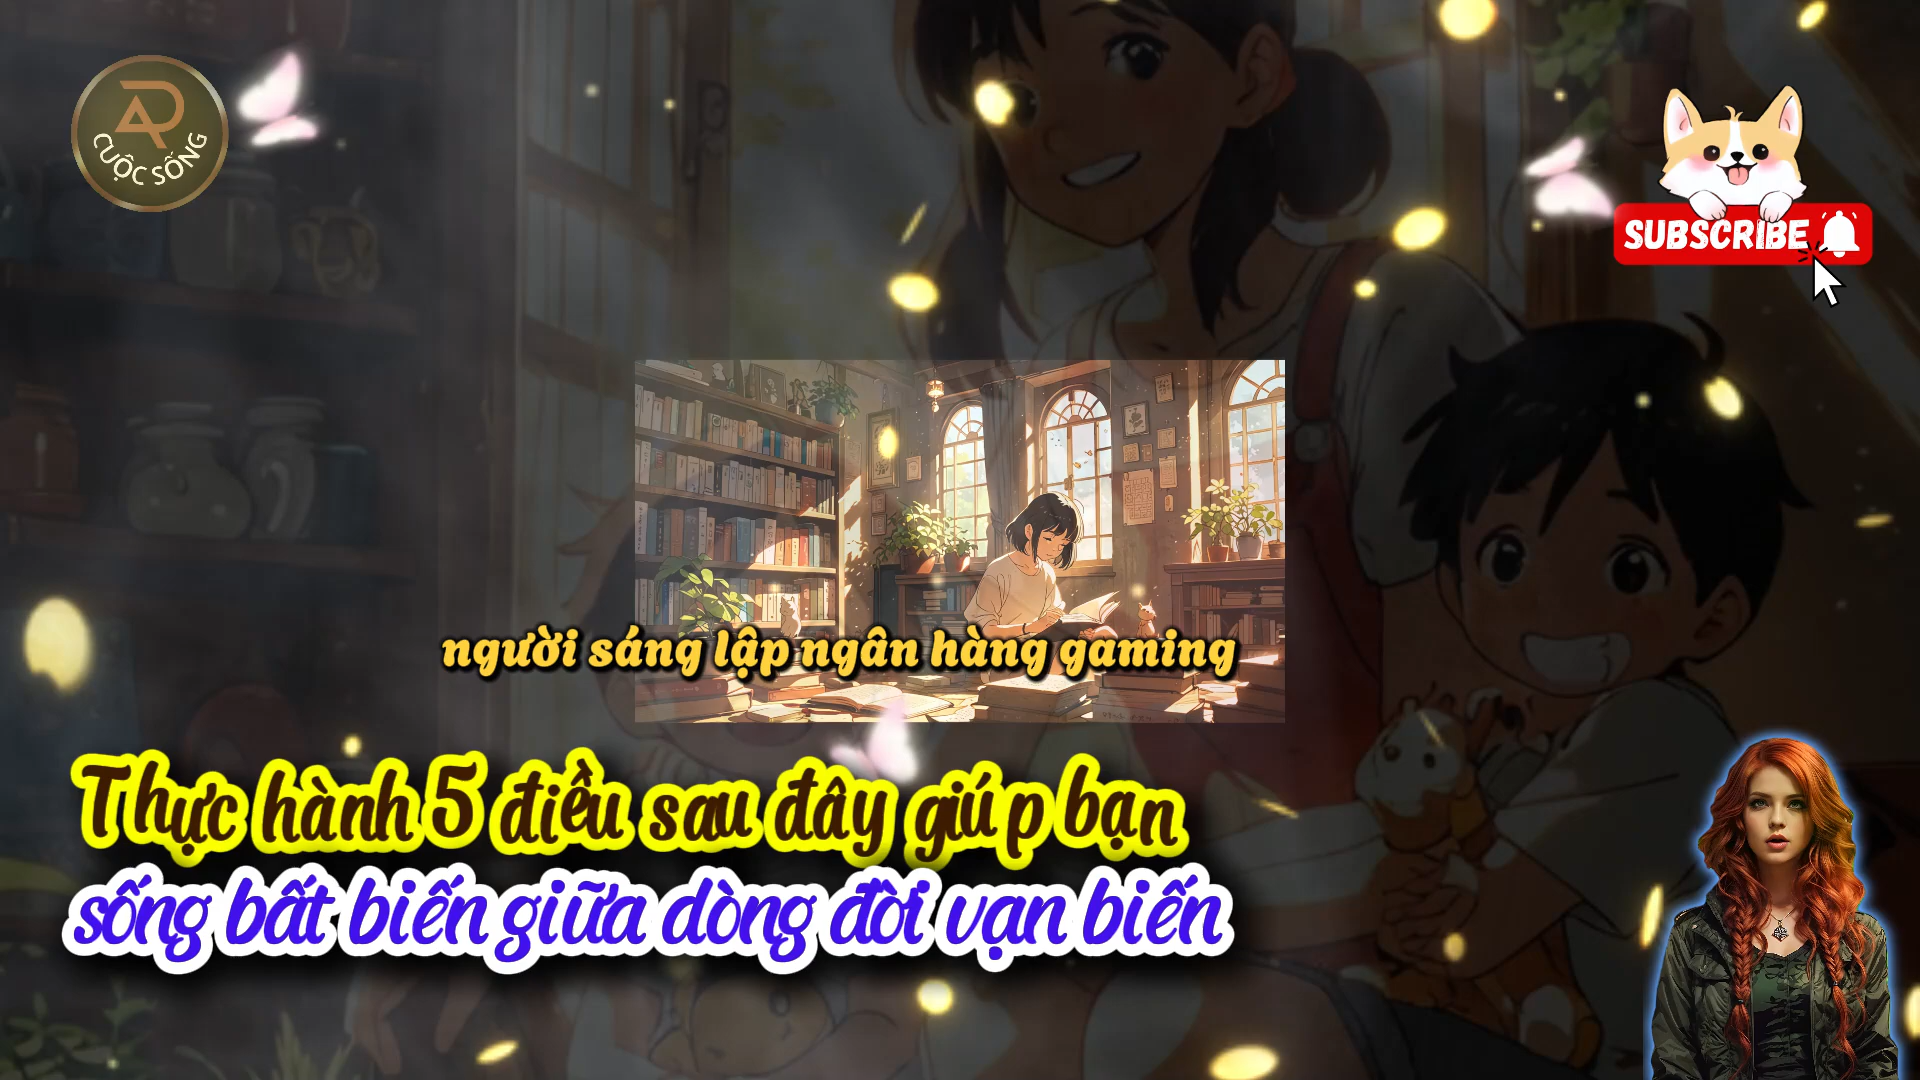 CUỘC SỐNG
SUBSCRIBE
người sáng lập ngân hàng gaming
Thực hành 5 điều sau đây giúp bạn
sống bất biến giữa dòng đời vạn biến